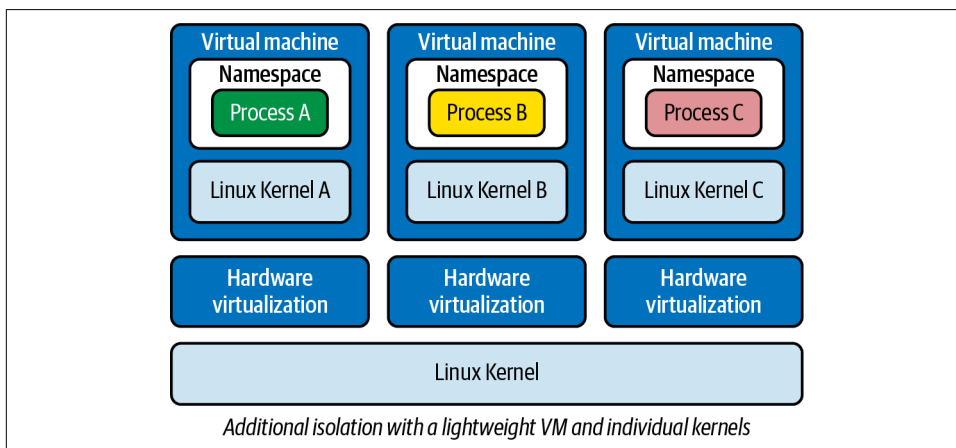 Virtual machine Virtual machine Virtual machine
Namespace Namespace Namespace
Process A Process B Process C
Linux Kernel A Linux Kernel B Linux Kernel C
Hardware Hardware Hardware
virtualization virtualization virtualization
Linux Kernel
Additional isolation with a lightweight VM and individual kernels